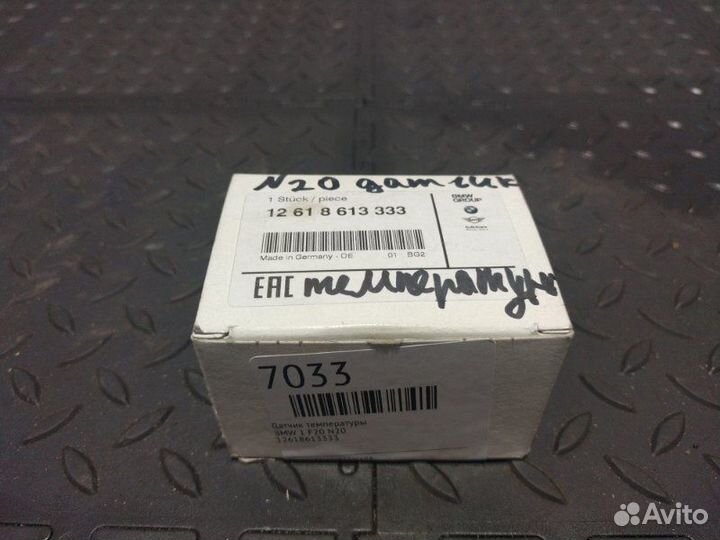 N20 датчик
1 Stück / piece
12 61 8 613 333
Made in Germany - DE 01 BG2
BMW
GROUP
EAC температуры
7033
Датчик температуры
BMW 1 F20 N20
12618613333
Avito